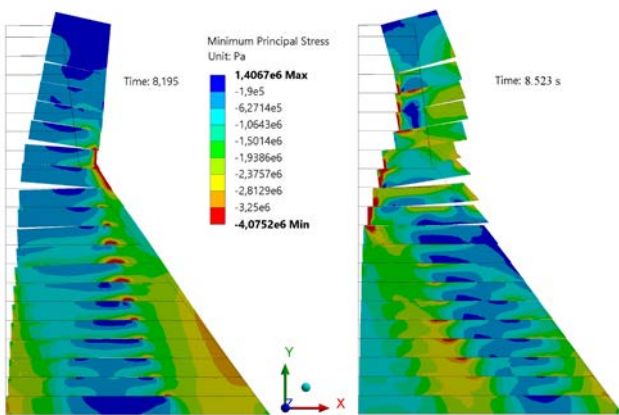 Minimum Principal Stress
Unit: Pa
Time: 8,195
Time: 8.523 s
1,4067e6 Max
-1,9e5
-6,2714e5
-1,0643e6
-1,5014e6
-1,9386e6
-2,3757e6
-2,8129e6
-3,25e6
-4,0752e6 Min
Y
Z
X